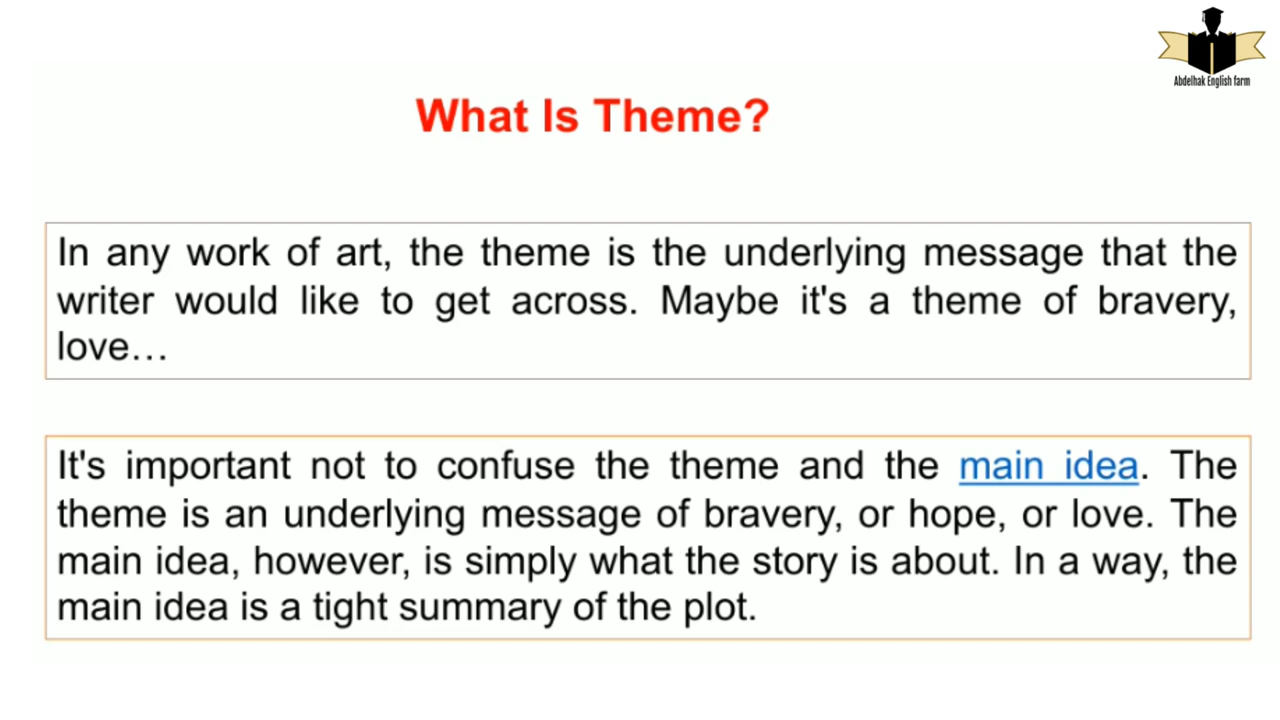 Abdelhak English farm
What Is Theme?
In any work of art, the theme is the underlying message that the
writer would like to get across. Maybe it's a theme of bravery,
love…
It's important not to confuse the theme and the main idea. The
theme is an underlying message of bravery, or hope, or love. The
main idea, however, is simply what the story is about. In a way, the
main idea is a tight summary of the plot.